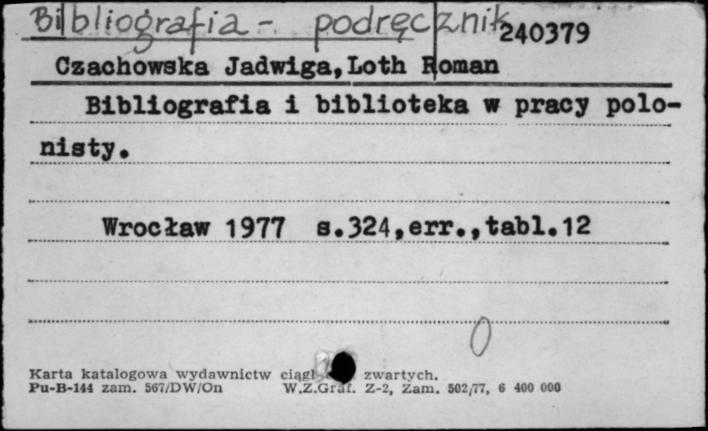 Bibliografia - podręcznik 240379
Czachowska Jadwiga,Loth Roman
Bibliografia i biblioteka w pracy polo-
nisty.
Wrocław 1977 s.324,err.,tabl.12
0
Karta katalogowa wydawnictw zwartych.
Pu-B-144 zam. 567/DW/On W.Z.Graf. Z-2, Zam. 502/77, 6 400 000